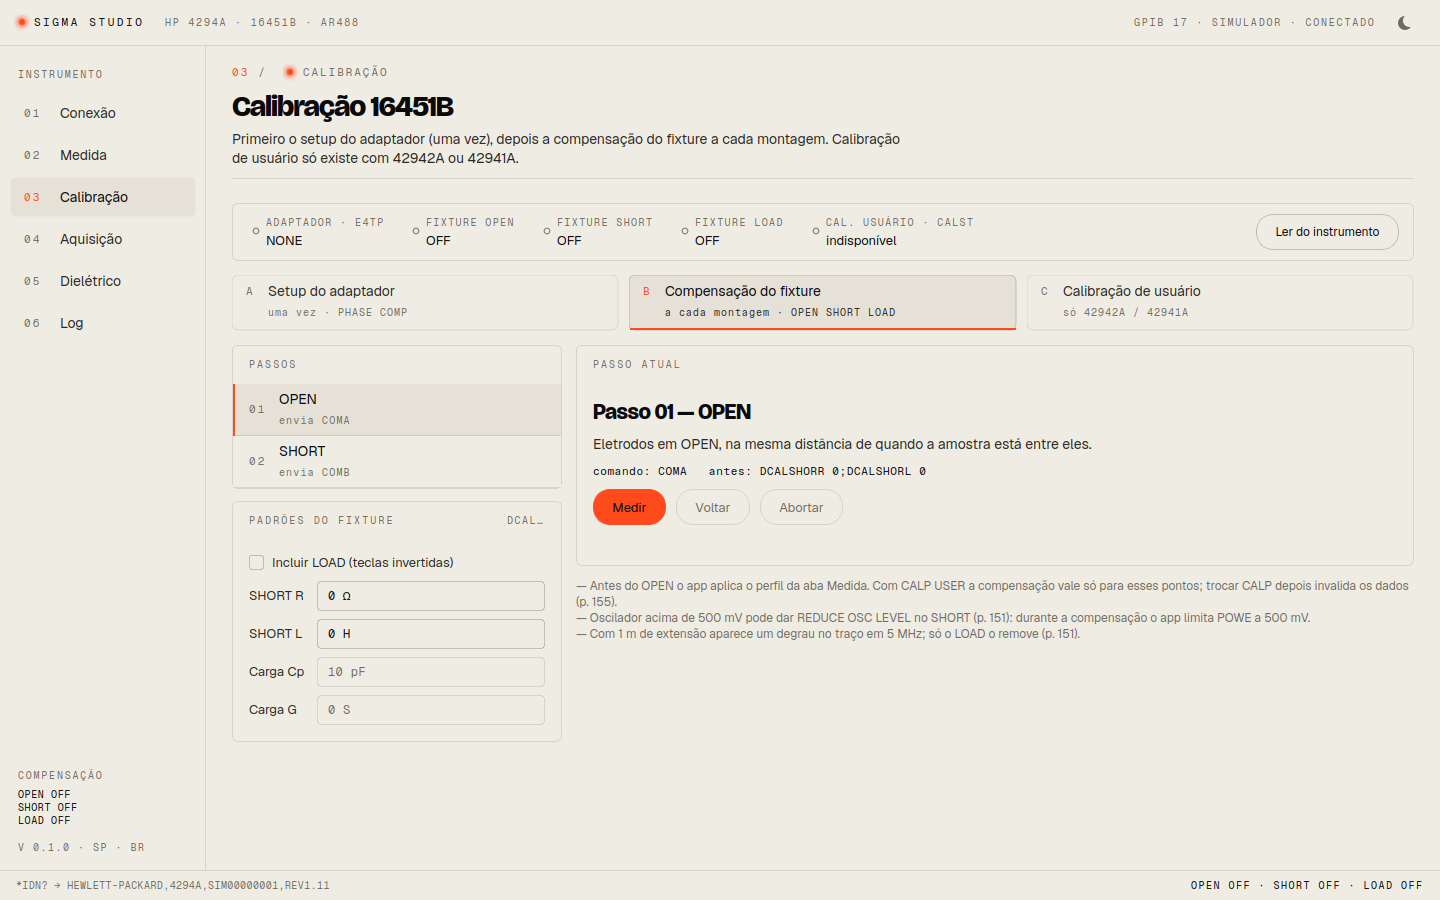 SIGMA STUDIO
HP 4294A · 16451B · AR488
GPIB 17 · SIMULADOR · CONECTADO
INSTRUMENTO
01 Conexão
02 Medida
03 Calibração
04 Aquisição
05 Dielétrico
06 Log
COMPENSAÇÃO
OPEN OFF
SHORT OFF
LOAD OFF
V 0.1.0 · SP · BR
03 / CALIBRAÇÃO
Calibração 16451B
Primeiro o setup do adaptador (uma vez), depois a compensação do fixture a cada montagem. Calibração
de usuário só existe com 42942A ou 42941A.
ADAPTADOR · E4TP
NONE
FIXTURE OPEN
OFF
FIXTURE SHORT
OFF
FIXTURE LOAD
OFF
CAL. USUÁRIO · CALST
indisponível
Ler do instrumento
A Setup do adaptador
uma vez · PHASE COMP
B Compensação do fixture
a cada montagem · OPEN SHORT LOAD
C Calibração de usuário
só 42942A / 42941A
PASSOS
01 OPEN
envia COMA
02 SHORT
envia COMB
PADRÕES DO FIXTURE DCAL…
Incluir LOAD (teclas invertidas)
SHORT R 0 Ω
SHORT L 0 H
Carga Cp 10 pF
Carga G 0 S
PASSO ATUAL
Passo 01 — OPEN
Eletrodos em OPEN, na mesma distância de quando a amostra está entre eles.
comando: COMA antes: DCALSHORR 0;DCALSHORL 0
Medir
Voltar
Abortar
— Antes do OPEN o app aplica o perfil da aba Medida. Com CALP USER a compensação vale só para esses pontos; trocar CALP depois invalida os dados
(p. 155).
— Oscilador acima de 500 mV pode dar REDUCE OSC LEVEL no SHORT (p. 151): durante a compensação o app limita POWE a 500 mV.
— Com 1 m de extensão aparece um degrau no traço em 5 MHz; só o LOAD o remove (p. 151).
*IDN? → HEWLETT-PACKARD,4294A,SIM00000001,REV1.11
OPEN OFF · SHORT OFF · LOAD OFF